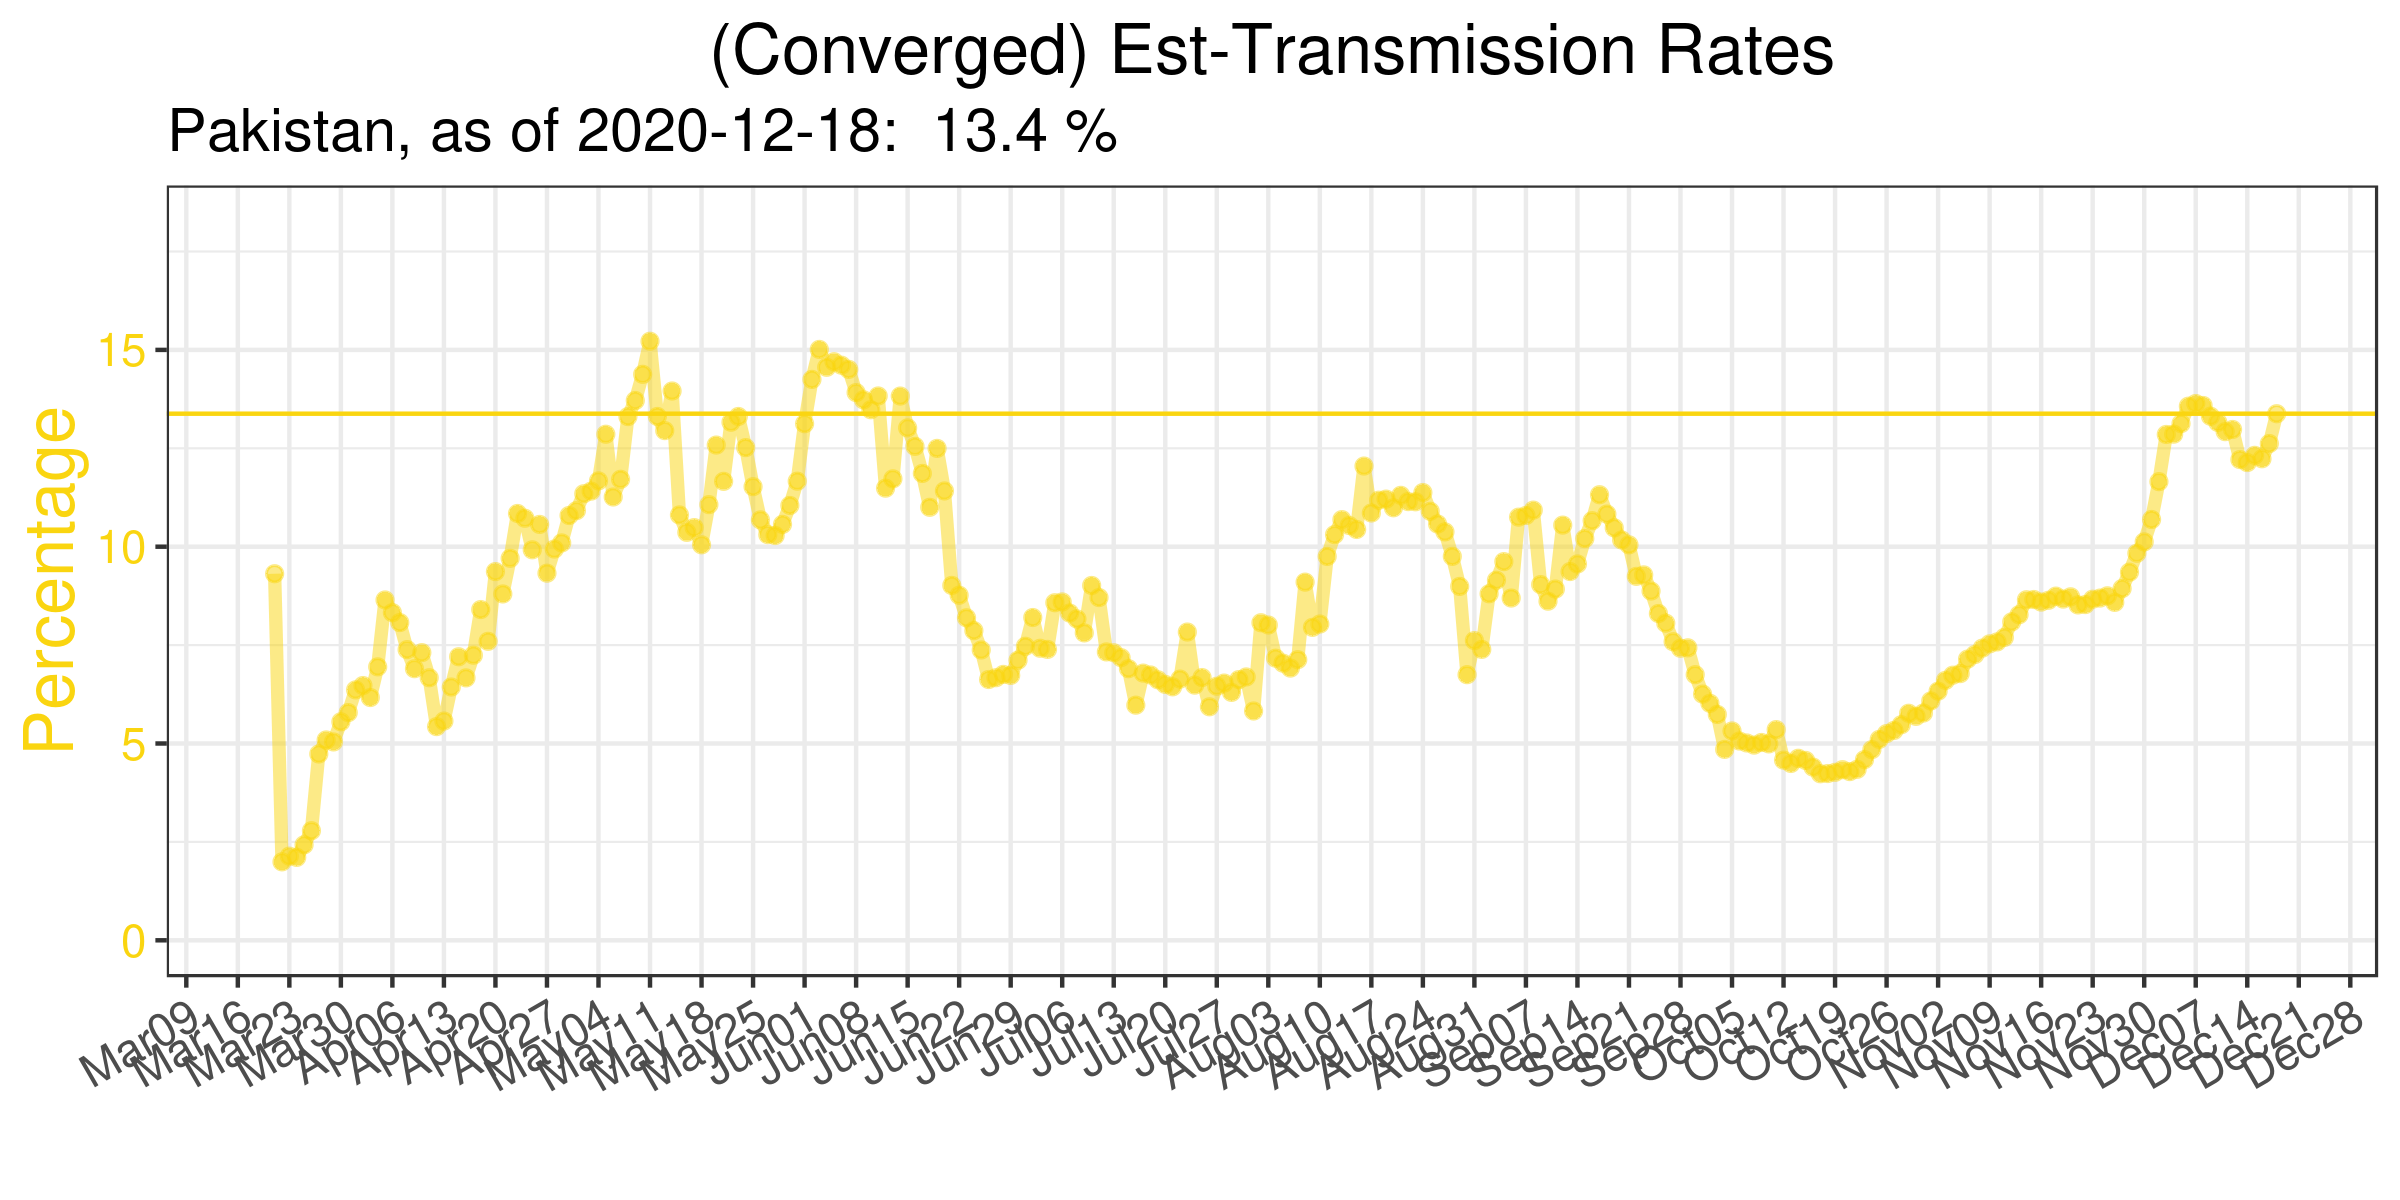 (Converged) Est-Transmission Rates
Pakistan, as of 2020-12-18: 13.4 %
Percentage
15
10
5
0
Mar09
Mar16
Mar23
Mar30
Apr06
Apr13
Apr20
Apr27
May04
May11
May18
May25
Jun01
Jun08
Jun15
Jun22
Jun29
Jul06
Jul13
Jul20
Jul27
Aug03
Aug10
Aug17
Aug24
Aug31
Sep07
Sep14
Sep21
Sep28
Oct05
Oct12
Oct19
Oct26
Nov02
Nov09
Nov16
Nov23
Nov30
Dec07
Dec14
Dec21
Dec28